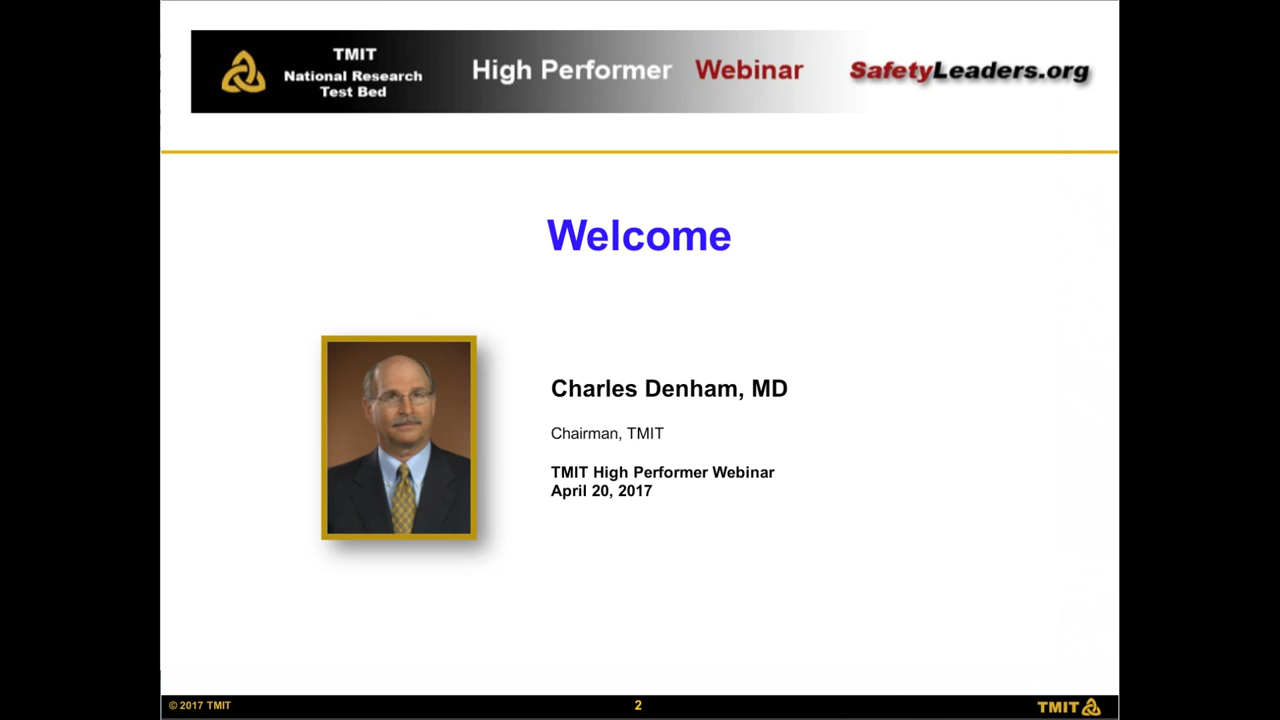 TMIT
National Research
Test Bed
High Performer Webinar
SafetyLeaders.org
Welcome
Charles Denham, MD
Chairman, TMIT
TMIT High Performer Webinar
April 20, 2017
© 2017 TMIT
2
TMIT